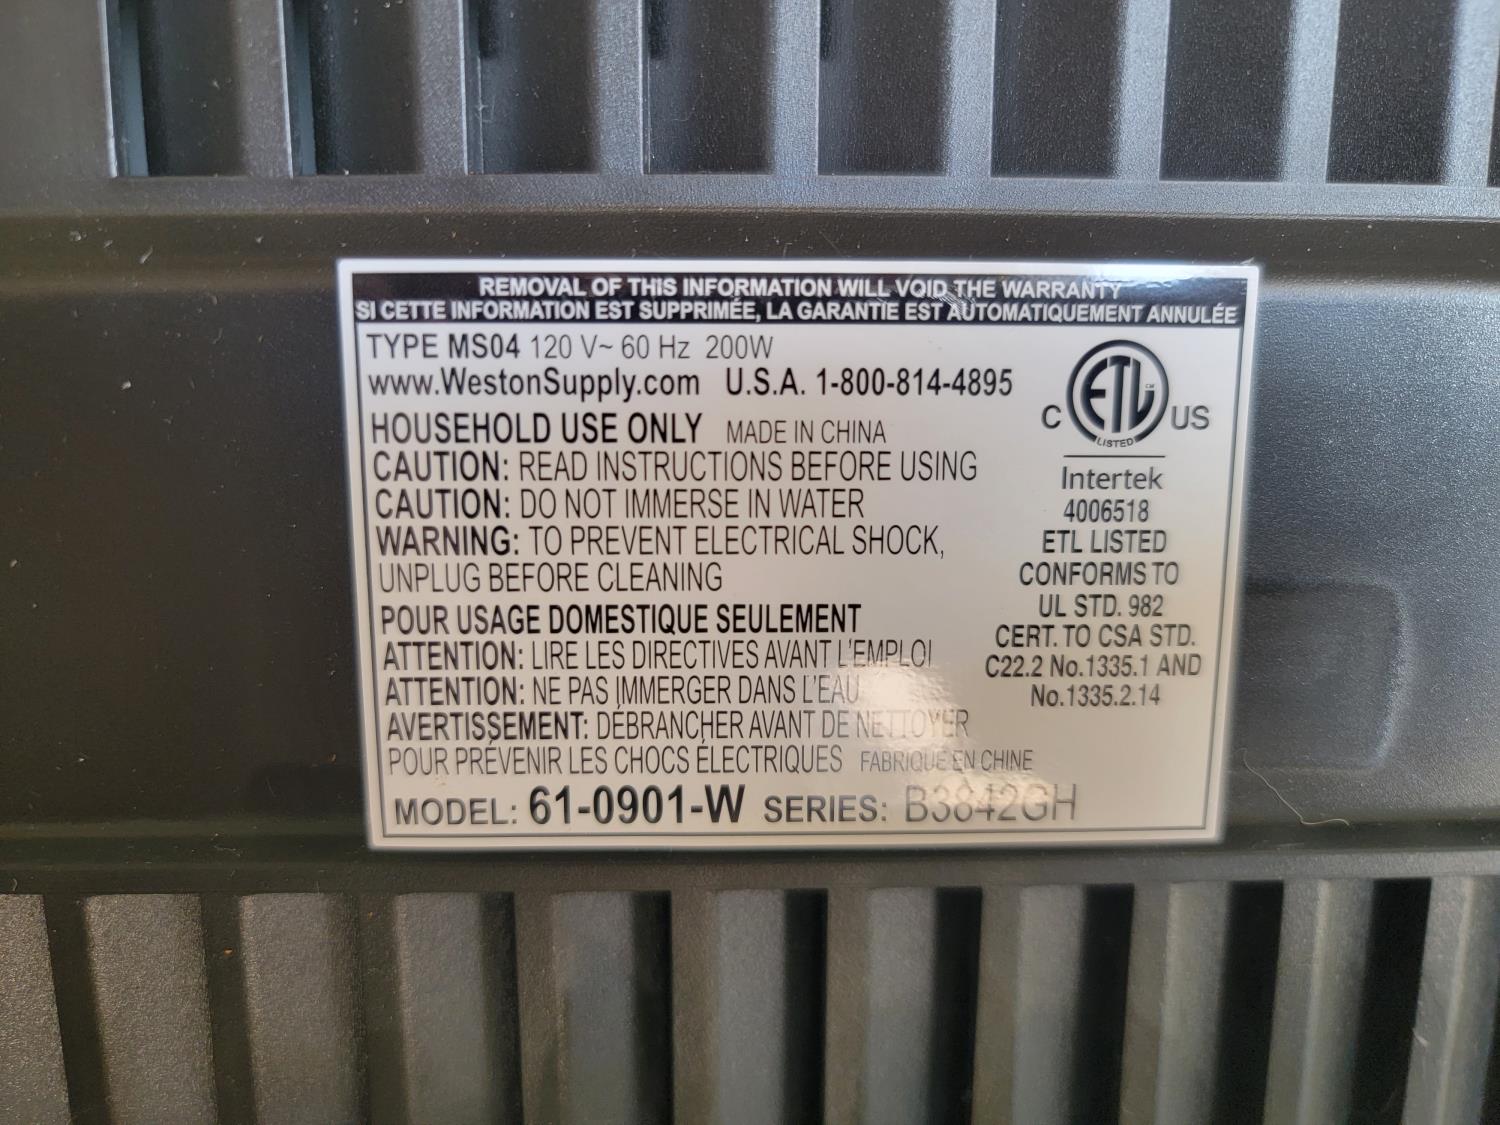 REMOVAL OF THIS INFORMATION WILL VOID THE WARRANTY
SI CETTE INFORMATION EST SUPPRIMÉE, LA GARANTIE EST AUTOMATIQUEMENT ANNULÉE
TYPE MS04 120 V~ 60 Hz 200W
www.WestonSupply.com U.S.A. 1-800-814-4895
HOUSEHOLD USE ONLY MADE IN CHINA
CAUTION: READ INSTRUCTIONS BEFORE USING
CAUTION: DO NOT IMMERSE IN WATER
WARNING: TO PREVENT ELECTRICAL SHOCK,
UNPLUG BEFORE CLEANING
POUR USAGE DOMESTIQUE SEULEMENT
ATTENTION: LIRE LES DIRECTIVES AVANT L'EMPLOI
ATTENTION: NE PAS IMMERGER DANS L'EAU
AVERTISSEMENT: DÉBRANCHER AVANT DE NETTOYER
POUR PRÉVENIR LES CHOCS ÉLECTRIQUES FABRIQUÉ EN CHINE
MODEL: 61-0901-W SERIES: B3842GH
C ETL US
CM
LISTED
Intertek
4006518
ETL LISTED
CONFORMS TO
UL STD. 982
CERT. TO CSA STD.
C22.2 No.1335.1 AND
No.1335.2.14